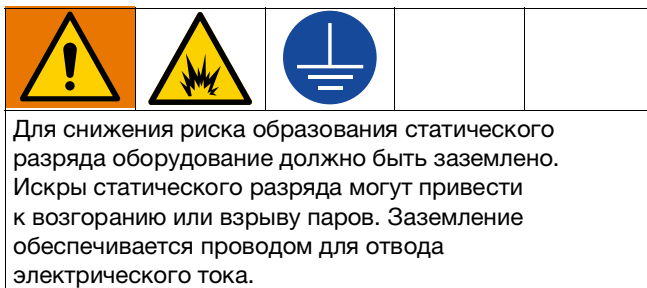 Для снижения риска образования статического
разряда оборудование должно быть заземлено.
Искры статического разряда могут привести
к возгоранию или взрыву паров. Заземление
обеспечивается проводом для отвода
электрического тока.